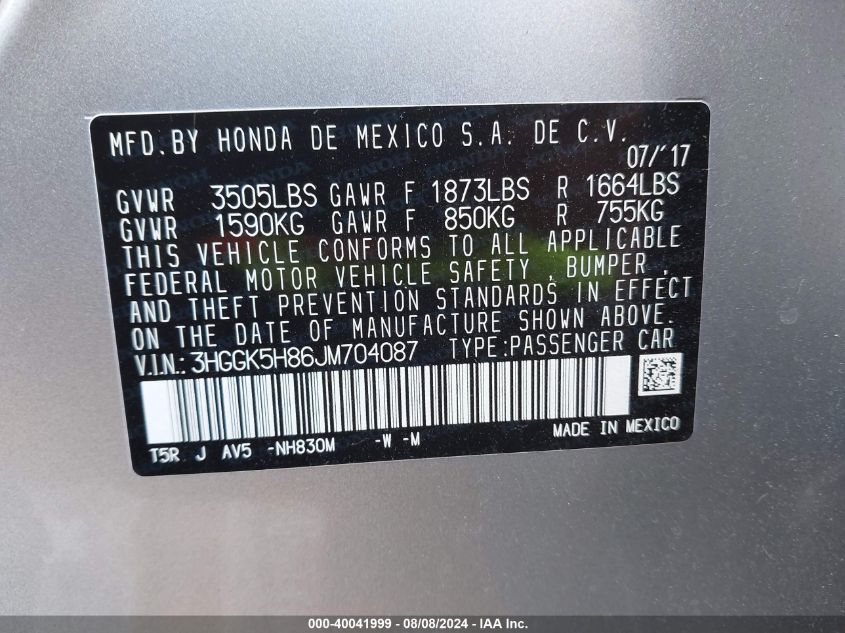 MFD. BY HONDA DE MEXICO S.A. DE C.V.
07/'17
GVWR 3505LBS GAWR F 1873LBS R 1664LBS
GVWR 1590KG GAWR F 850KG R 755KG
THIS VEHICLE CONFORMS TO ALL APPLICABLE
FEDERAL MOTOR VEHICLE SAFETY , BUMPER ,
AND THEFT PREVENTION STANDARDS IN EFFECT
ON THE DATE OF MANUFACTURE SHOWN ABOVE.
V.I.N: 3HGGK5H86JM704087 TYPE:PASSENGER CAR
T5R J AV5 -NH830M -W -M MADE IN MEXICO
000-40041999 - 08/08/2024 - IAA Inc.